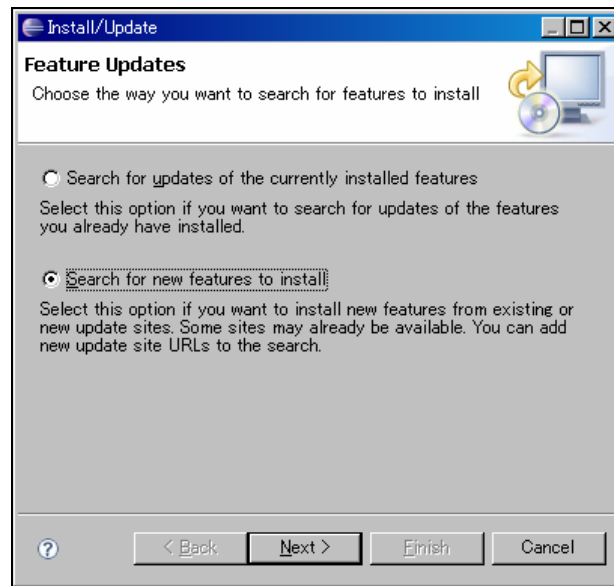 Install/Update
Feature Updates
Choose the way you want to search for features to install
Search for updates of the currently installed features
Select this option if you want to search for updates of the features
you already have installed.
Search for new features to install
Select this option if you want to install new features from existing or
new update sites. Some sites may already be available. You can add
new update site URLs to the search.
? < Back Next > Finish Cancel